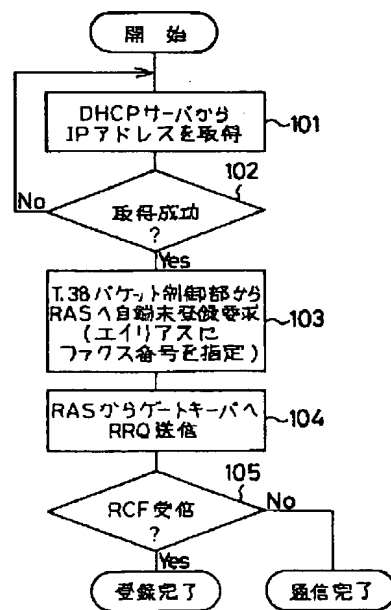 開始
DHCPサーバから
IPアドレスを取得
101
102
No
取得成功
?
Yes
T.38パケット制御部から
RASへ自端末登録要求
(エイリアスに
ファクス番号を指定)
103
RASからゲートキーパへ
RRQ送信
104
105
RCF受信
?
No
Yes
登録完了
通信完了